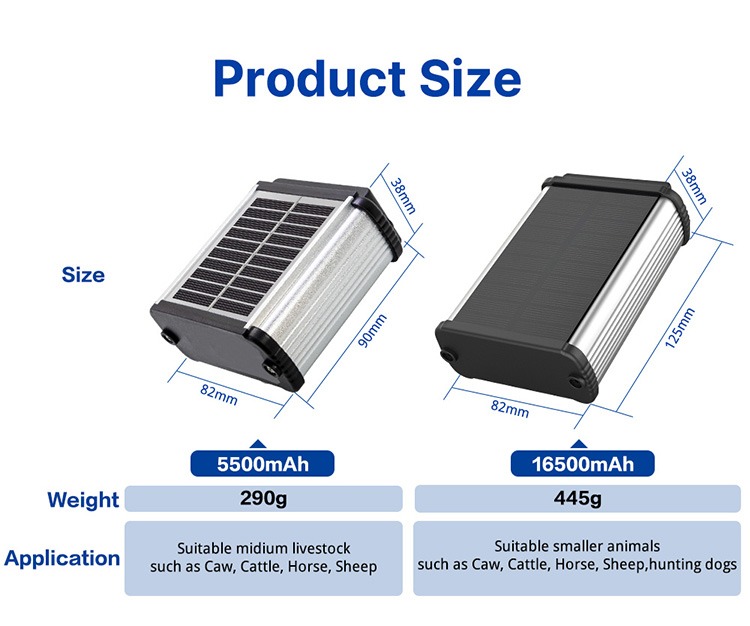 Product Size
Size
38mm
90mm
82mm
38mm
125mm
82mm
5500mAh
16500mAh
Weight
290g
445g
Application
Suitable midium livestock
such as Caw, Cattle, Horse, Sheep
Suitable smaller animals
such as Caw, Cattle, Horse, Sheep,hunting dogs